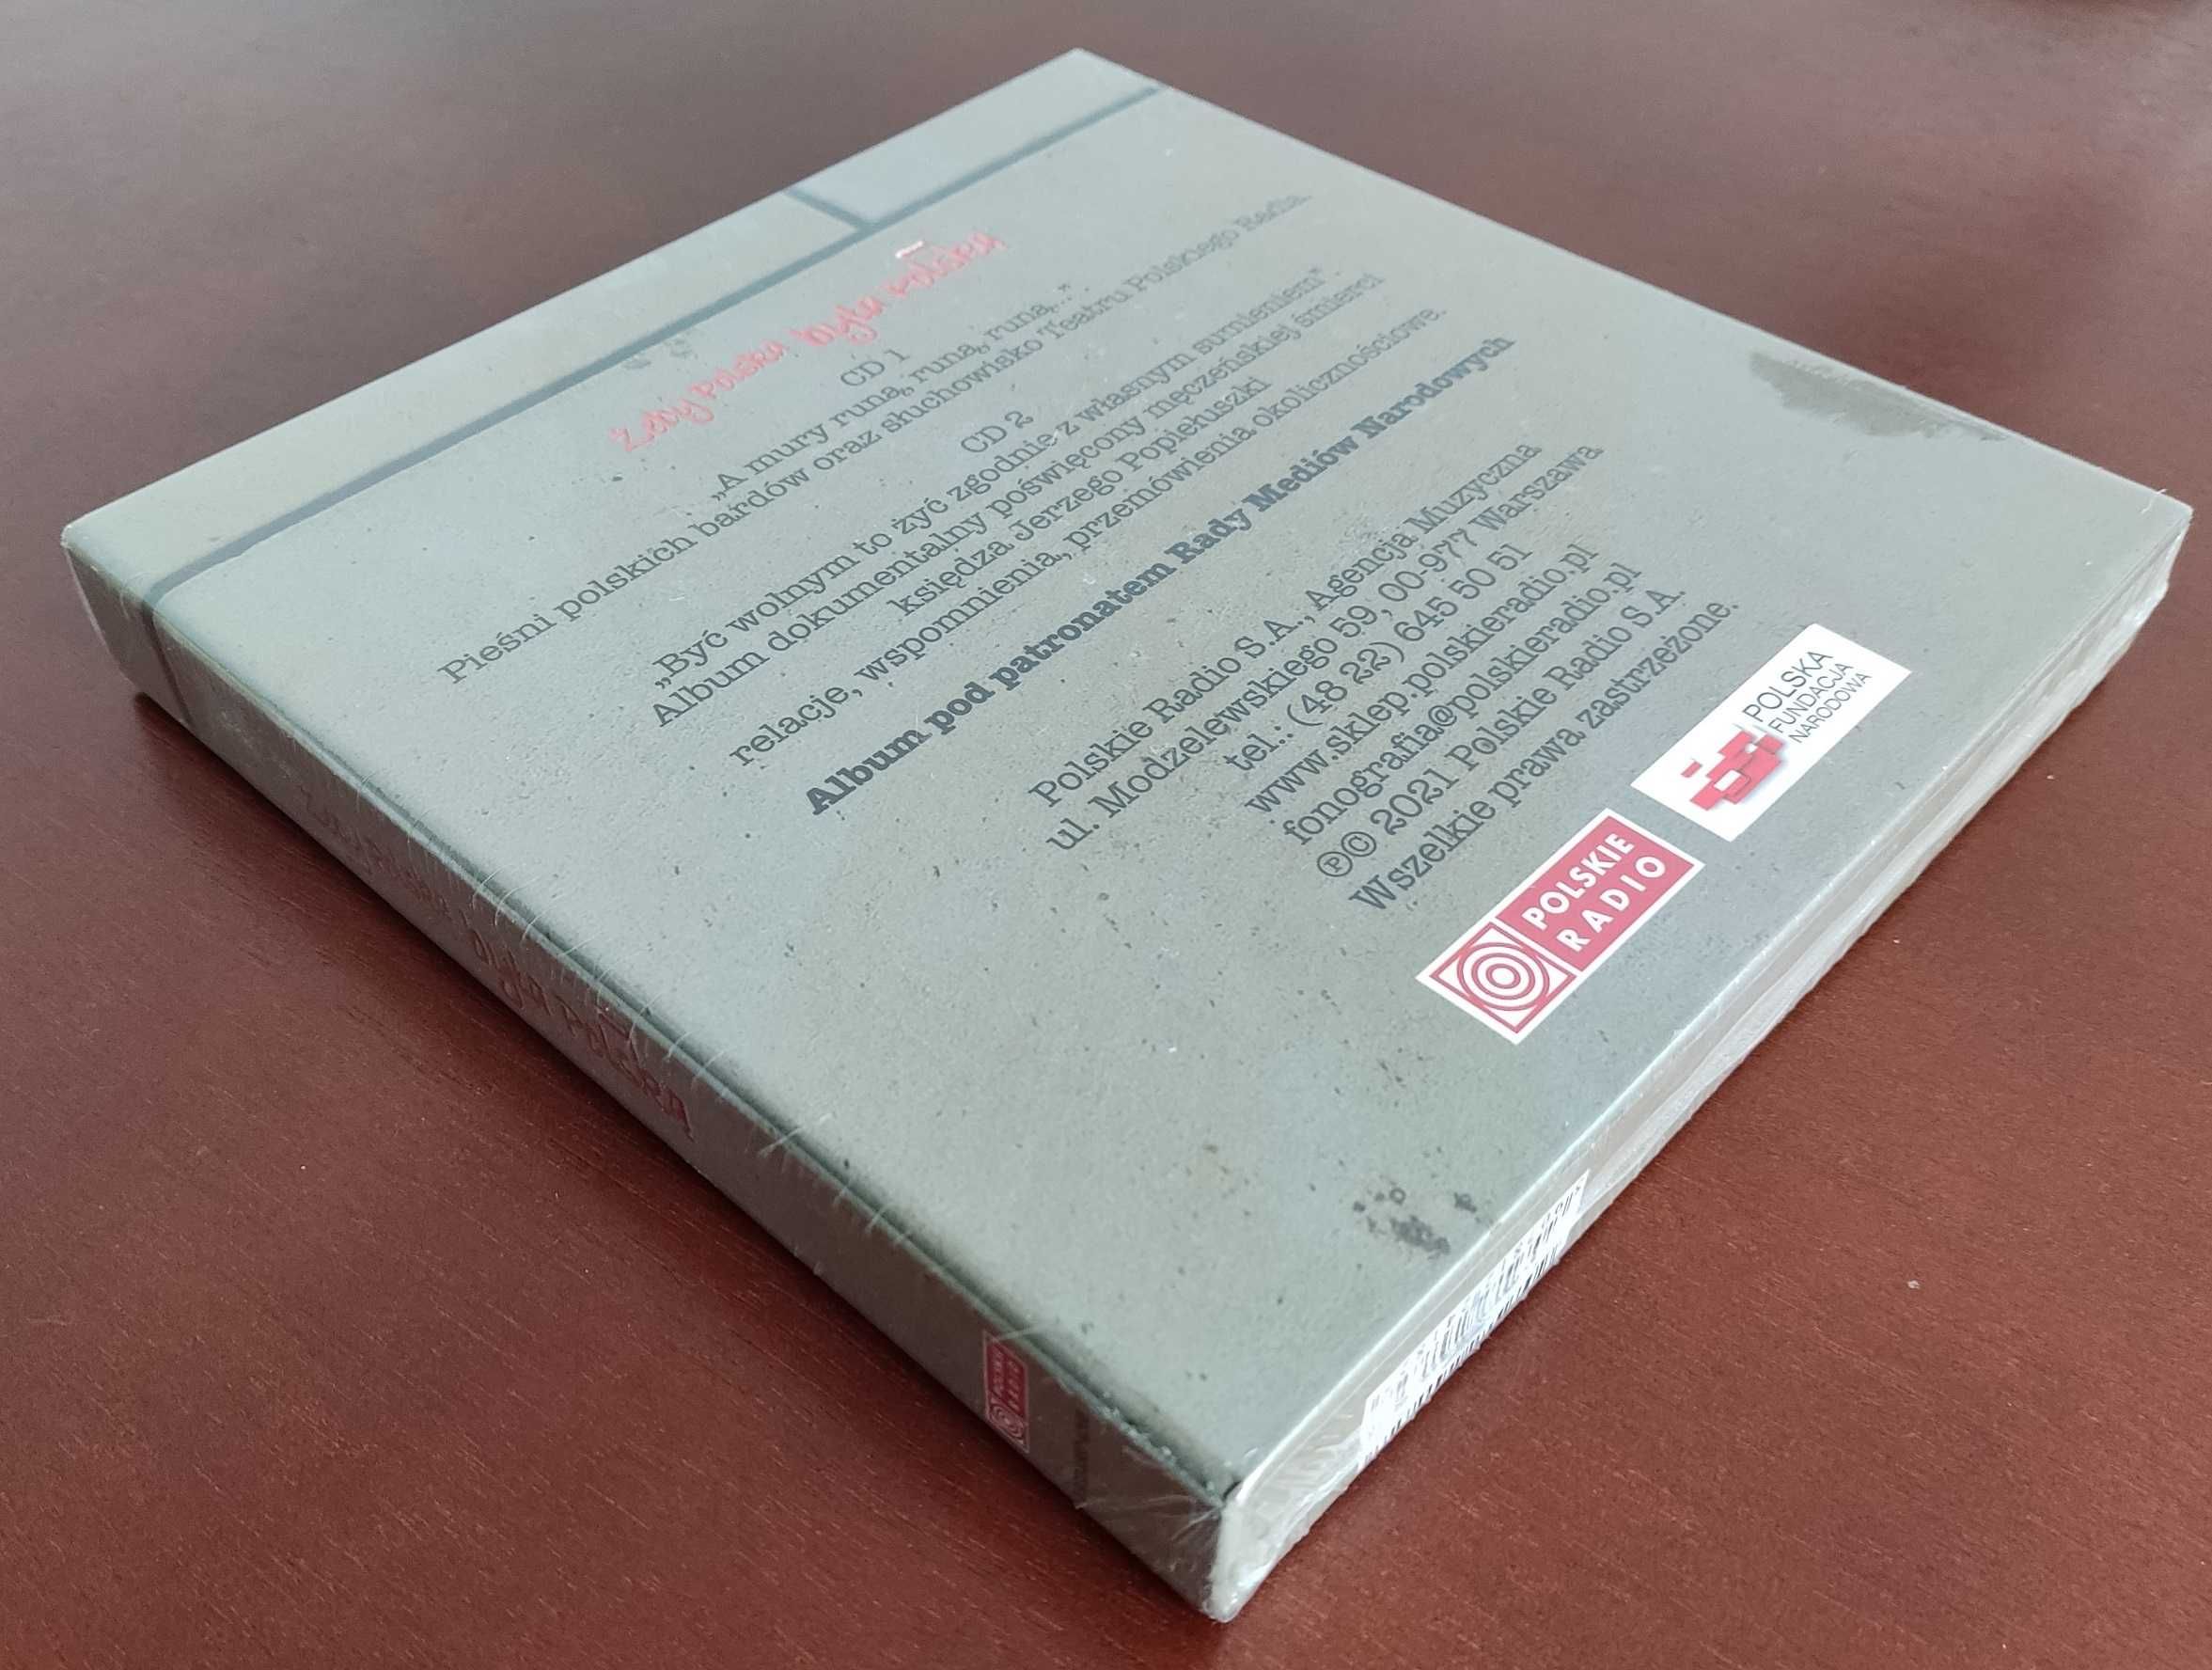 żeby Polska była Polską
CD 1
„A mury runą, runą, runą..."
Pieśni polskich bardów oraz słuchowisko Teatru Polskiego Radia.
CD 2
„Być wolnym to żyć zgodnie z własnym sumieniem"
Album dokumentalny poświęcony męczeńskiej śmierci
księdza Jerzego Popiełuszki
relacje, wspomnienia, przemówienia okolicznościowe.
Album pod patronatem Rady Mediów Narodowych
Polskie Radio S.A., Agencja Muzyczna
ul. Modzelewskiego 59, 00-977 Warszawa
tel.: (48 22) 645 50 51
www.sklep.polskieradio.pl
fonografia@polskieradio.pl
℗© 2021 Polskie Radio S.A.
Wszelkie prawa zastrzeżone.
POLSKIE
RADIO
POLSKA
FUNDACJA
NARODOWA
była Polską
POLSKIE
RADIO